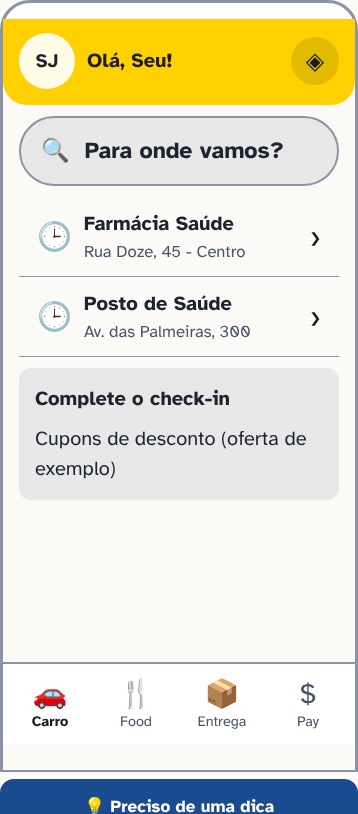 SJ
Olá, Seu!
Para onde vamos?
Farmácia Saúde
Rua Doze, 45 - Centro
Posto de Saúde
Av. das Palmeiras, 300
Complete o check-in
Cupons de desconto (oferta de
exemplo)
Carro
Food
Entrega
$
Pay
Preciso de uma dica